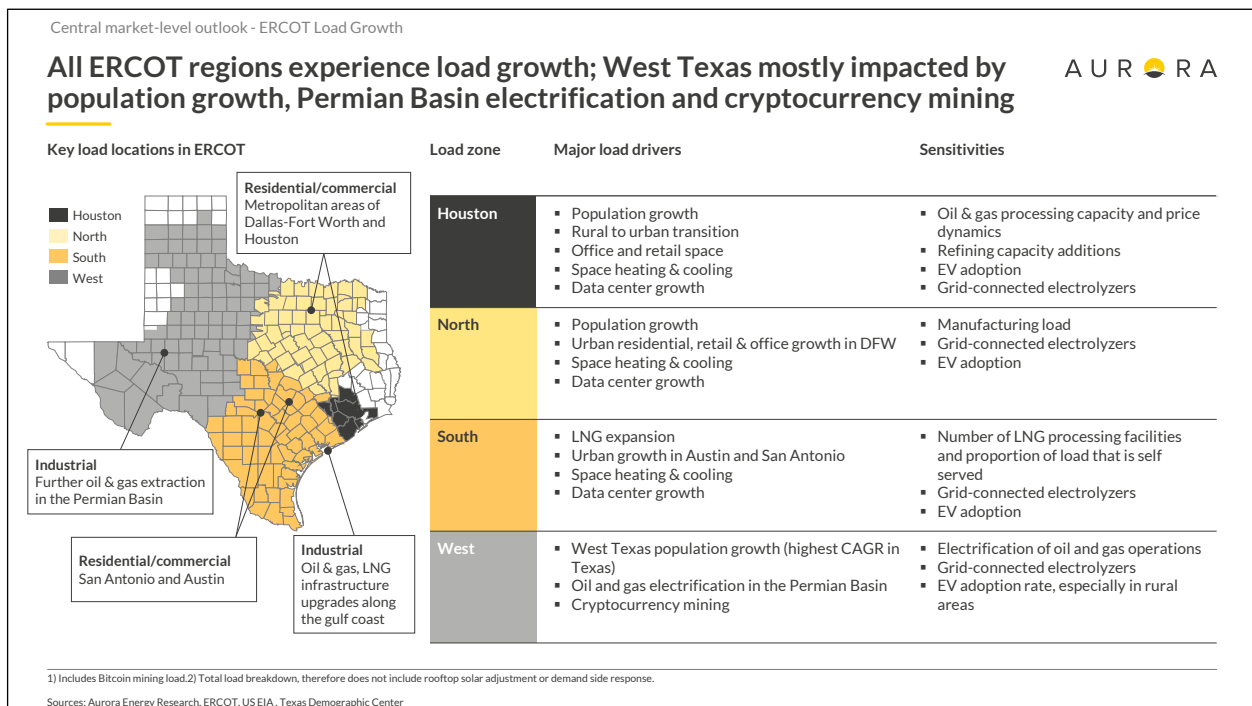 Central market-level outlook - ERCOT Load Growth
All ERCOT regions experience load growth; West Texas mostly impacted by
population growth, Permian Basin electrification and cryptocurrency mining
AURORA
Key load locations in ERCOT
Houston
North
South
West
Residential/commercial
Metropolitan areas of
Dallas-Fort Worth and
Houston
Industrial
Further oil & gas extraction
in the Permian Basin
Residential/commercial
San Antonio and Austin
Industrial
Oil & gas, LNG
infrastructure
upgrades along
the gulf coast
Load zone
Major load drivers
Sensitivities
Houston
▪ Population growth
▪ Rural to urban transition
▪ Office and retail space
▪ Space heating & cooling
▪ Data center growth
▪ Oil & gas processing capacity and price
dynamics
▪ Refining capacity additions
▪ EV adoption
▪ Grid-connected electrolyzers
North
▪ Population growth
▪ Urban residential, retail & office growth in DFW
▪ Space heating & cooling
▪ Data center growth
▪ Manufacturing load
▪ Grid-connected electrolyzers
▪ EV adoption
South
▪ LNG expansion
▪ Urban growth in Austin and San Antonio
▪ Space heating & cooling
▪ Data center growth
▪ Number of LNG processing facilities
and proportion of load that is self
served
▪ Grid-connected electrolyzers
▪ EV adoption
West
▪ West Texas population growth (highest CAGR in
Texas)
▪ Oil and gas electrification in the Permian Basin
▪ Cryptocurrency mining
▪ Electrification of oil and gas operations
▪ Grid-connected electrolyzers
▪ EV adoption rate, especially in rural
areas
1) Includes Bitcoin mining load.2) Total load breakdown, therefore does not include rooftop solar adjustment or demand side response.
Sources: Aurora Energy Research, ERCOT, US EIA , Texas Demographic Center